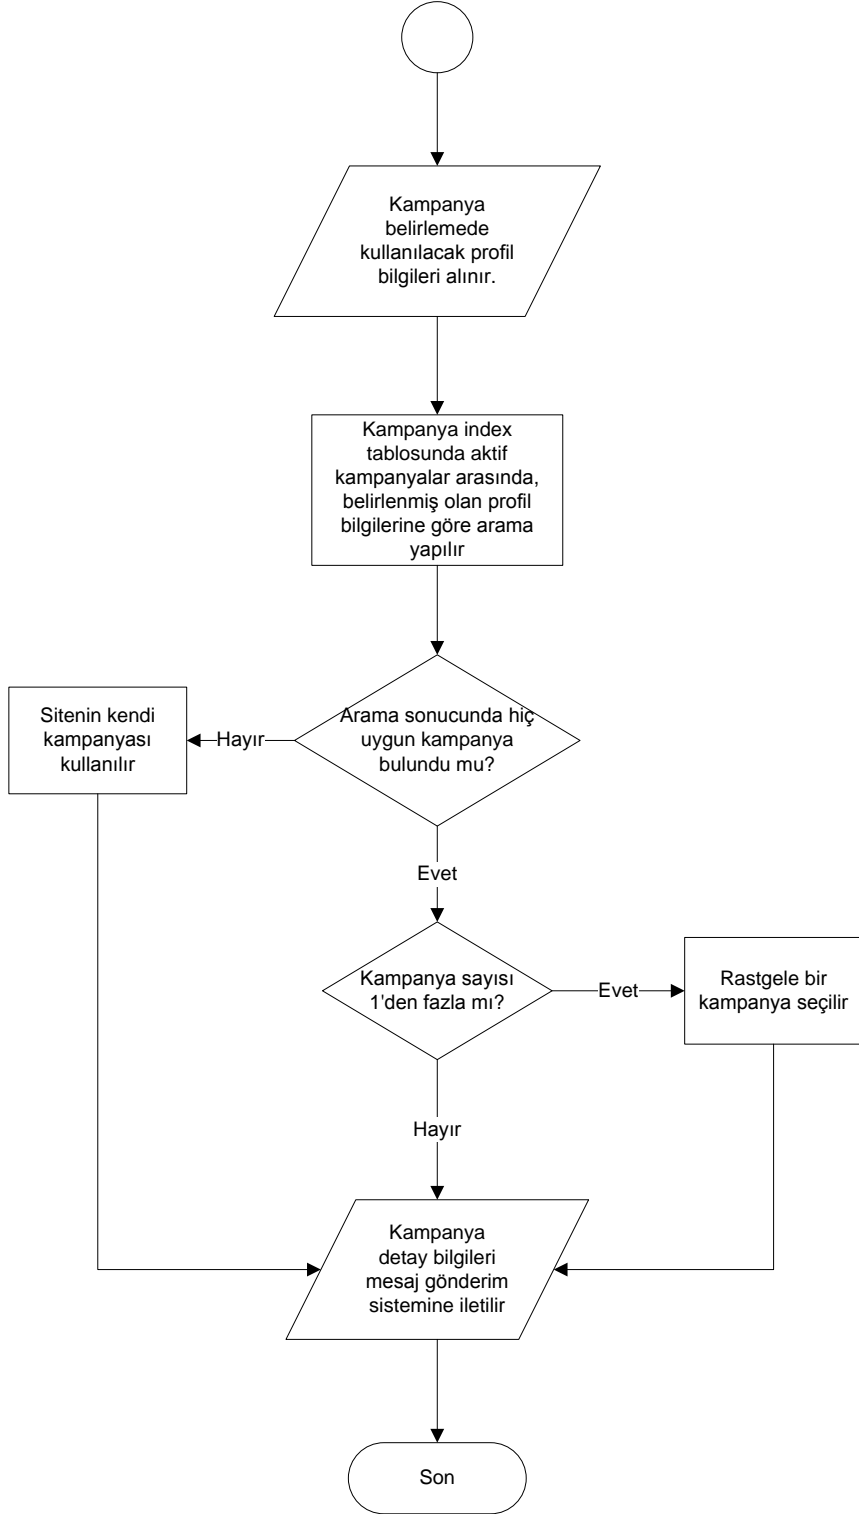 Kampanya
belirlemede
kullanılacak profil
bilgileri alınır.
Kampanya index
tablosunda aktif
kampanyalar arasında,
belirlenmiş olan profil
bilgilerine göre arama
yapılır
Arama sonucunda hiç
uygun kampanya
bulundu mu?
Hayır
Sitenin kendi
kampanyası
kullanılır
Evet
Kampanya sayısı
1'den fazla mı?
Evet
Rastgele bir
kampanya seçilir
Hayır
Kampanya
detay bilgileri
mesaj gönderim
sistemine iletilir
Son